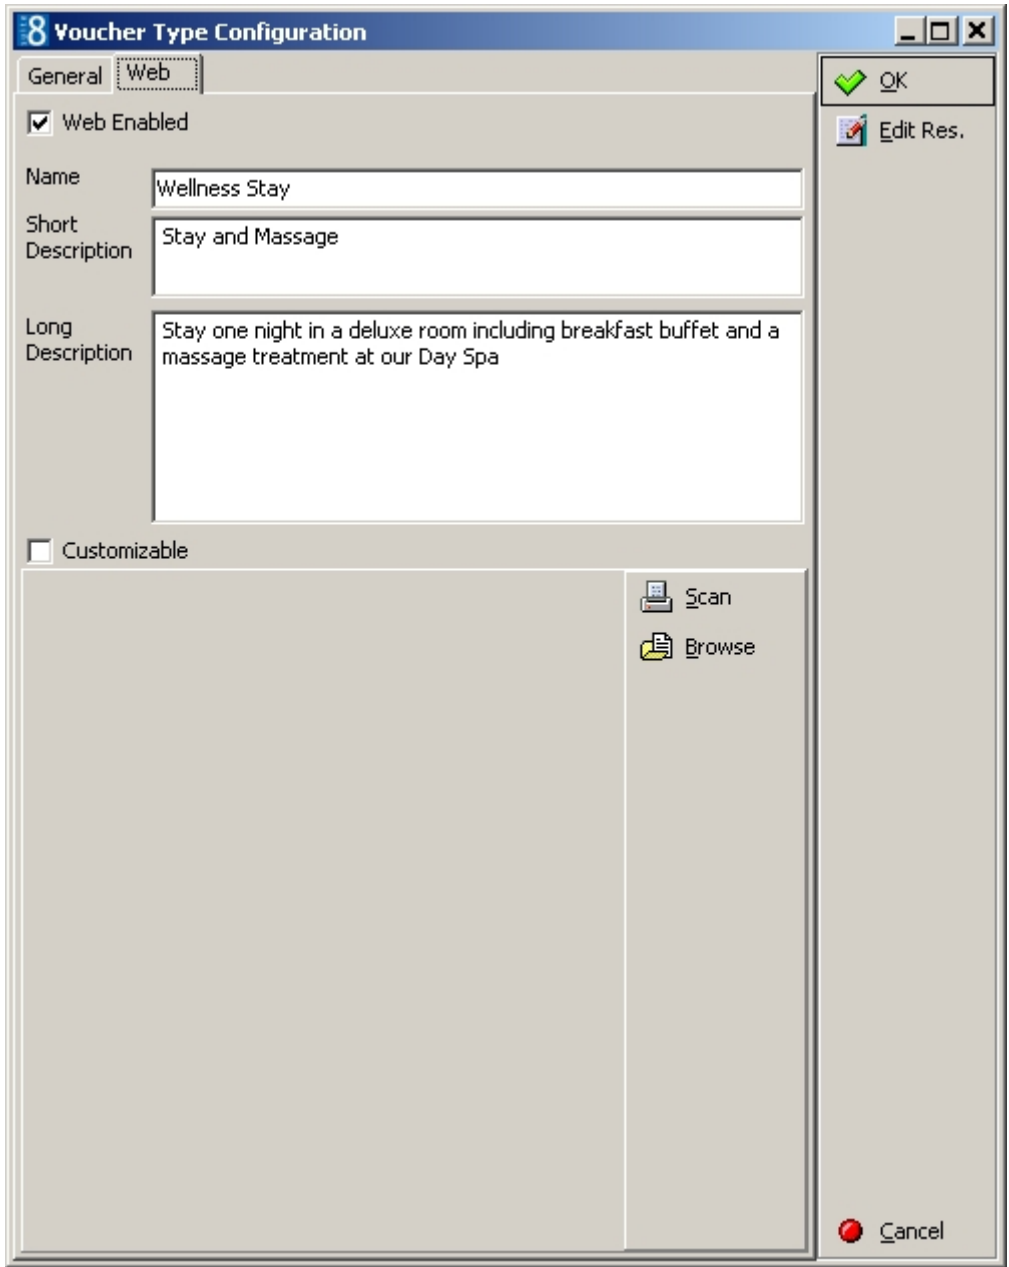 8 Voucher Type Configuration
General Web
OK
Edit Res.
Web Enabled
Name
Wellness Stay
Short
Description
Stay and Massage
Long
Description
Stay one night in a deluxe room including breakfast buffet and a
massage treatment at our Day Spa
Customizable
Scan
Browse
Cancel